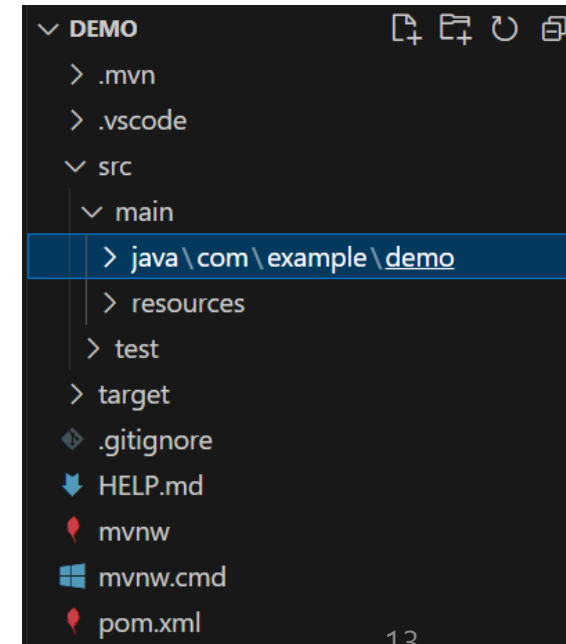 DEMO
.mvn
.vscode
src
main
java\com\example\demo
resources
test
target
.gitignore
HELP.md
mvnw
mvnw.cmd
pom.xml
13